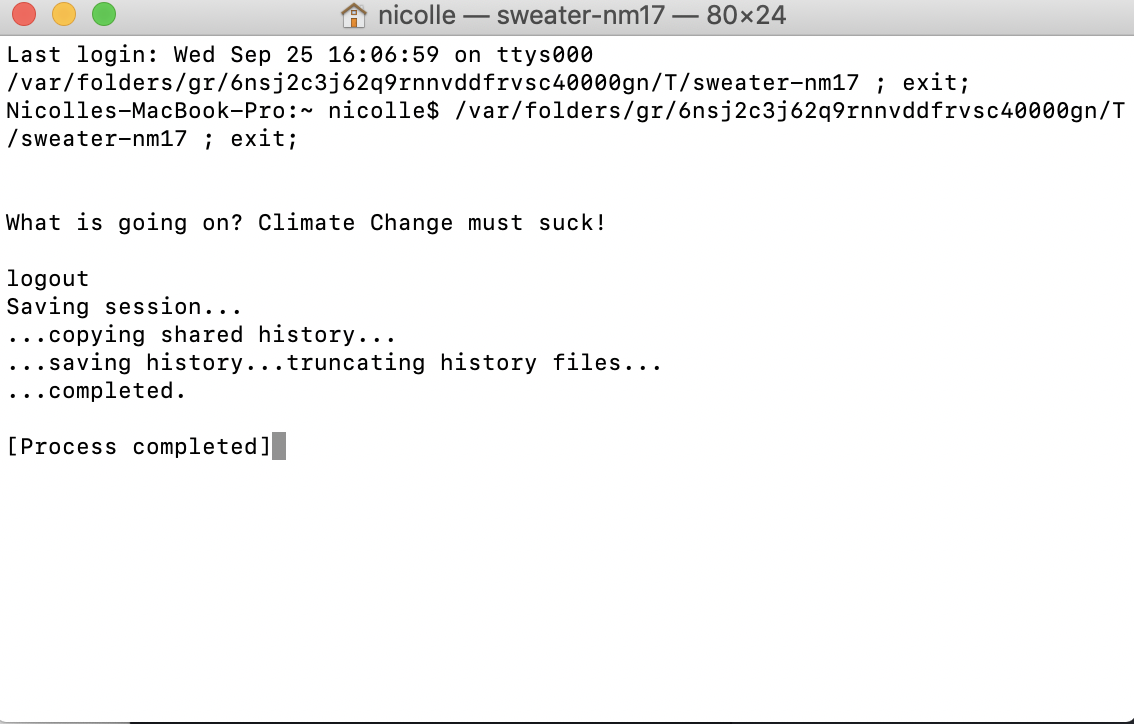 nicolle — sweater-nm17 — 80×24
Last login: Wed Sep 25 16:06:59 on ttys000
/var/folders/gr/6nsj2c3j62q9rnnvddfrvsc40000gn/T/sweater-nm17 ; exit;
Nicolles-MacBook-Pro:~ nicolle$ /var/folders/gr/6nsj2c3j62q9rnnvddfrvsc40000gn/T
/sweater-nm17 ; exit;
What is going on? Climate Change must suck!
logout
Saving session...
...copying shared history...
...saving history...truncating history files...
...completed.
[Process completed]